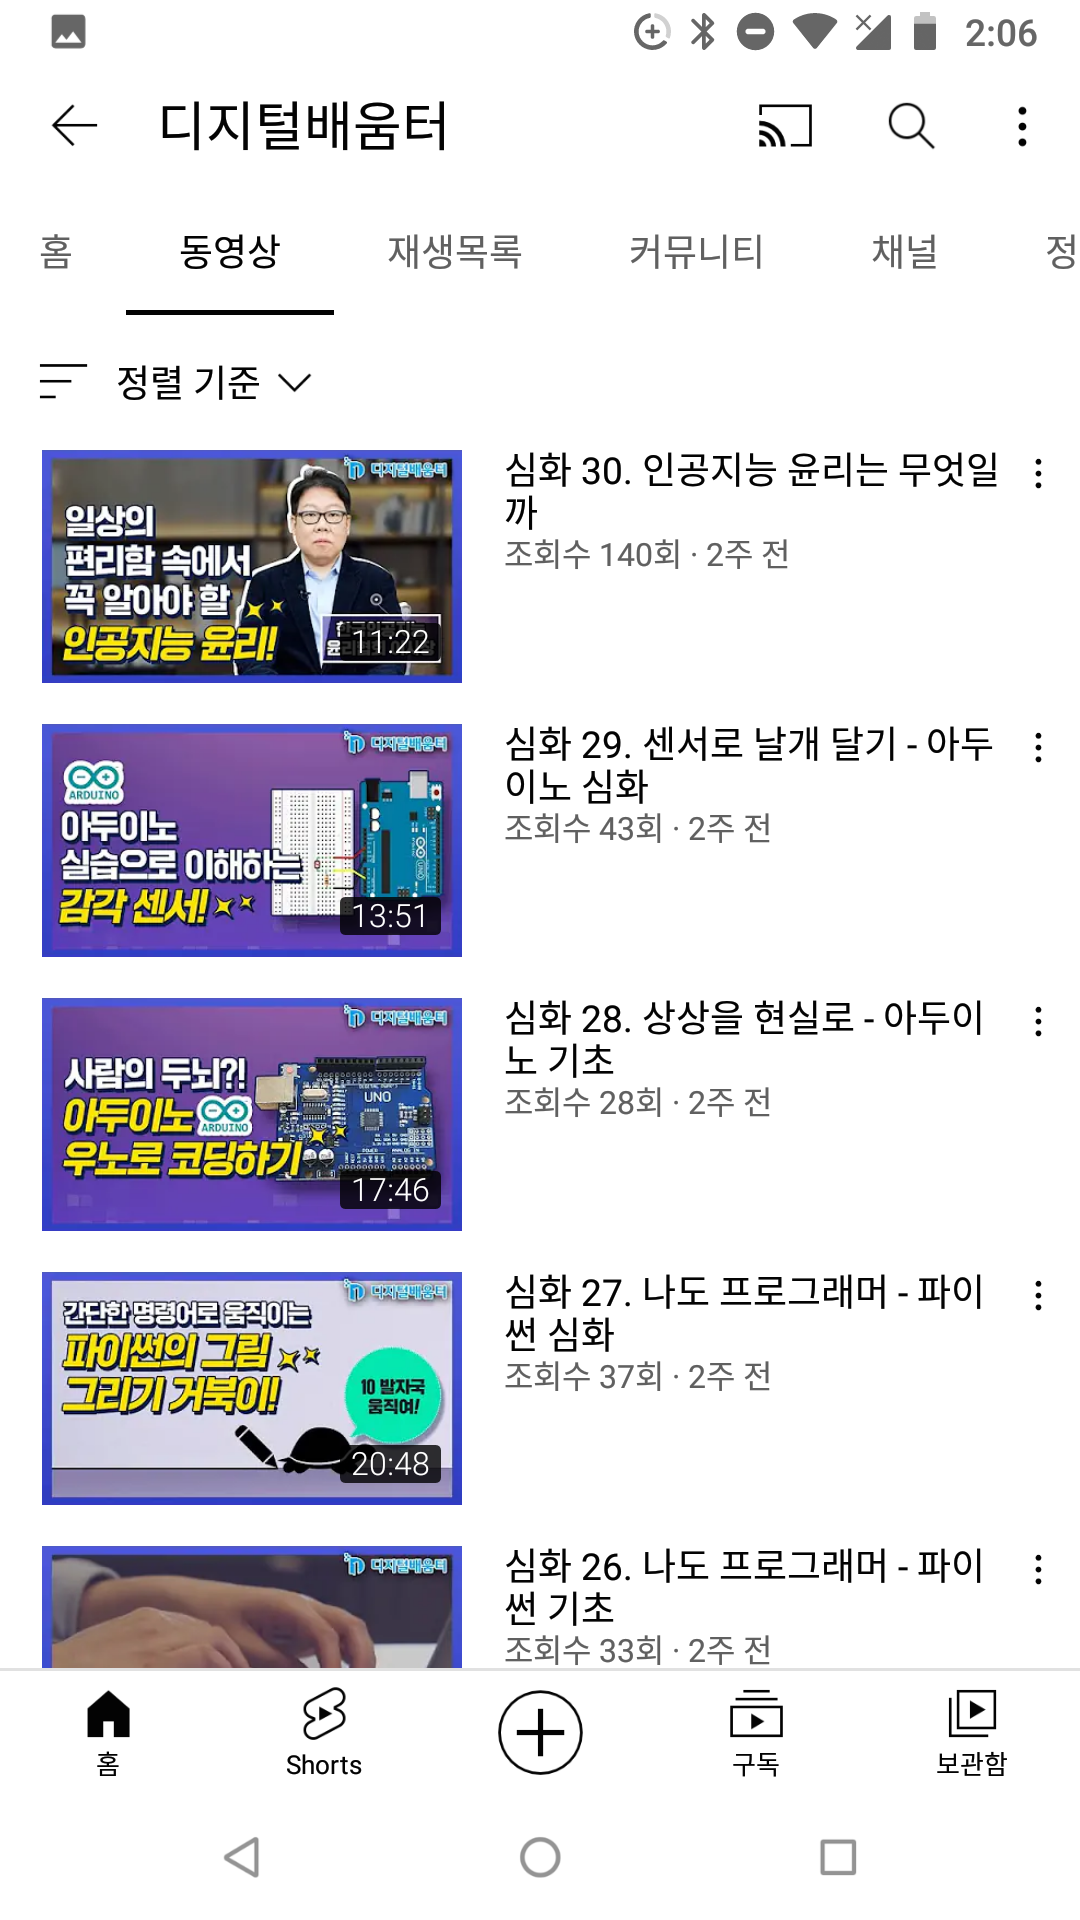 2:06
디지털배움터
홈 동영상 재생목록 커뮤니티 채널 정
정렬 기준
디지털배움터
일상의
편리함 속에서
꼭 알아야 할
인공지능 윤리!
11:22
심화 30. 인공지능 윤리는 무엇일
까
조회수 140회 · 2주 전
디지털배움터
ARDUINO
아두이노
실습으로 이해하는
감각 센서!
13:51
심화 29. 센서로 날개 달기 - 아두
이노 심화
조회수 43회 · 2주 전
디지털배움터
사람의 두뇌?!
아두이노 ARDUINO
우노로 코딩하기
UNO
17:46
심화 28. 상상을 현실로 - 아두이
노 기초
조회수 28회 · 2주 전
디지털배움터
간단한 명령어로 움직이는
파이썬의 그림
그리기 거북이!
10 발자국
움직여!
20:48
심화 27. 나도 프로그래머 - 파이
썬 심화
조회수 37회 · 2주 전
디지털배움터
심화 26. 나도 프로그래머 - 파이
썬 기초
조회수 33회 · 2주 전
홈 Shorts 구독 보관함